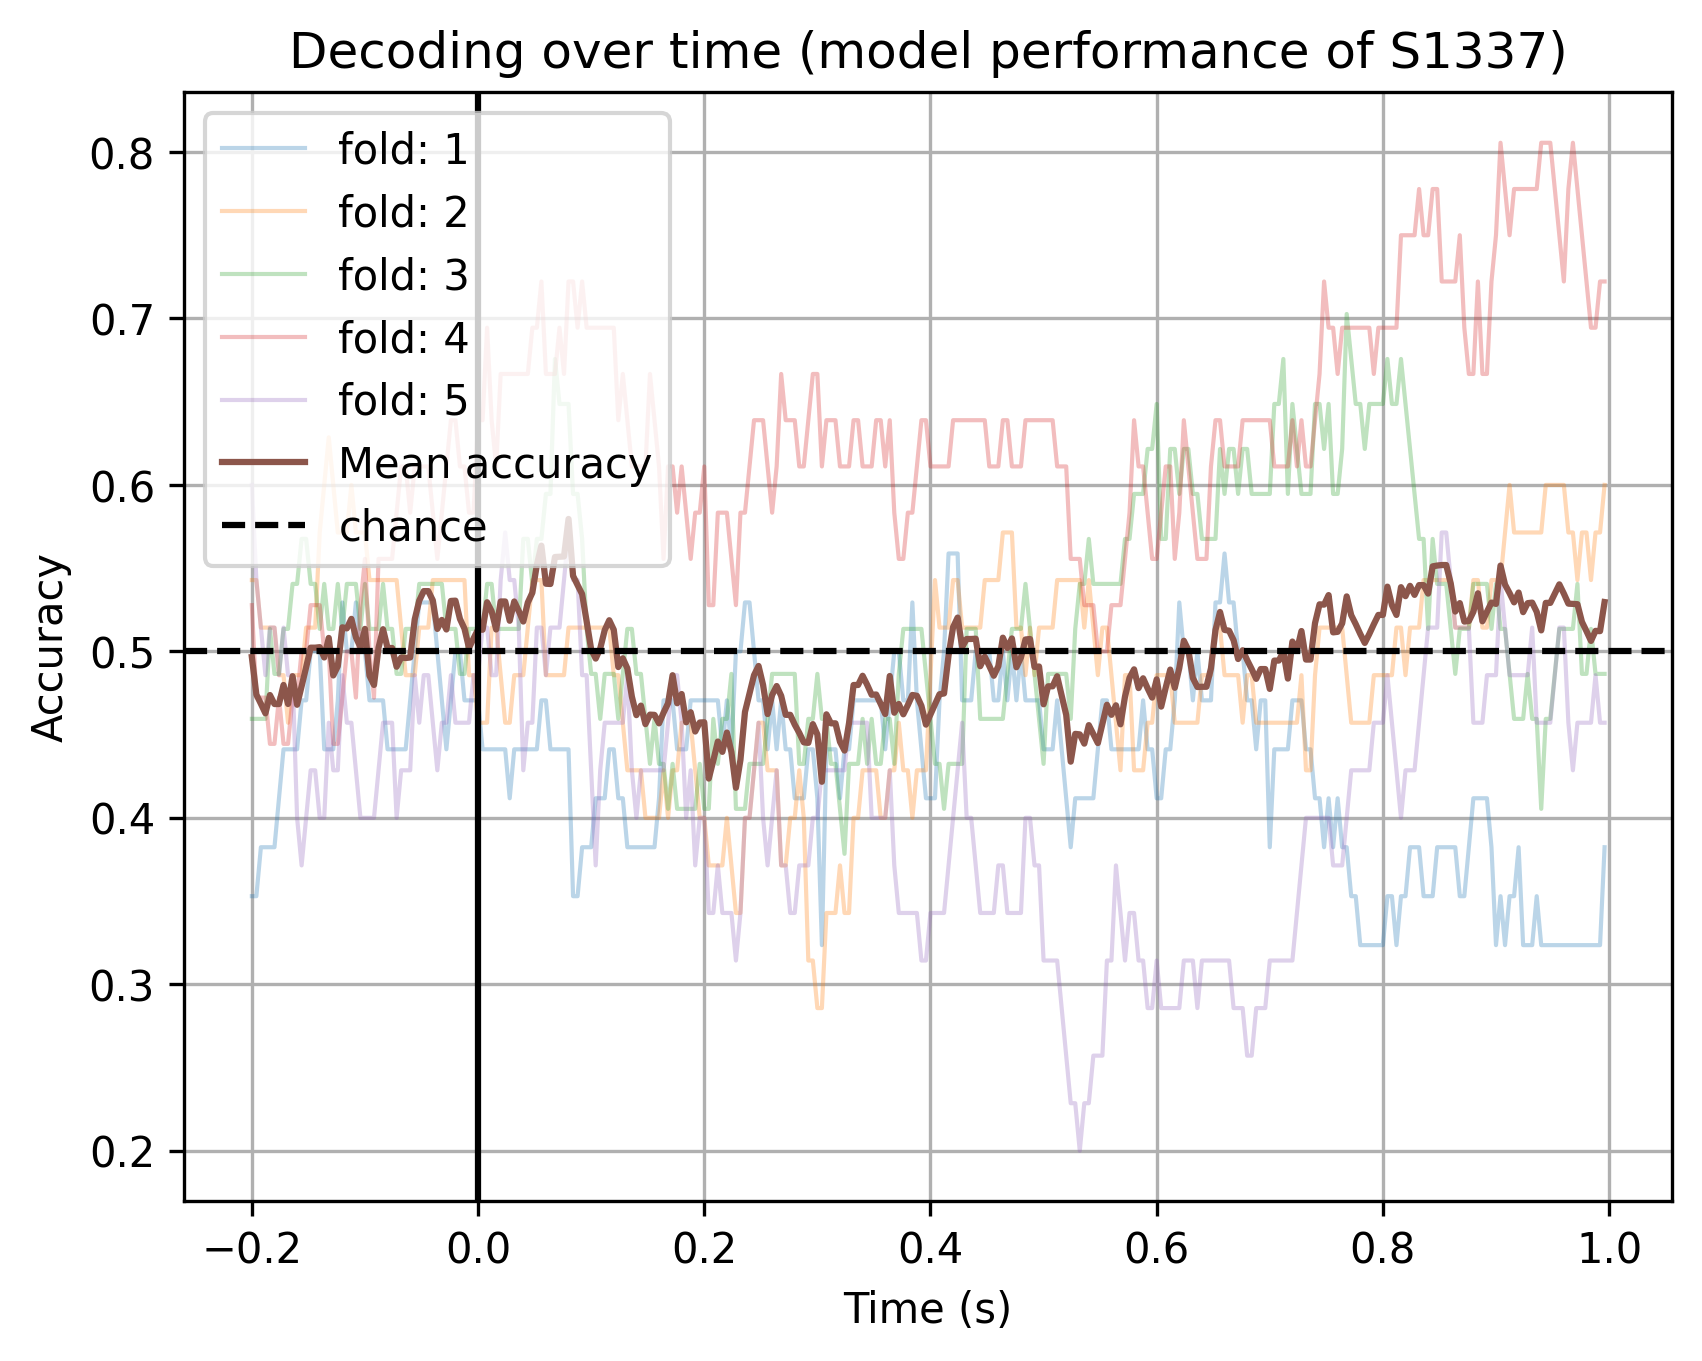 Decoding over time (model performance of S1337)
fold: 1
fold: 2
fold: 3
fold: 4
fold: 5
Mean accuracy
chance
Accuracy
0.8
0.7
0.6
0.5
0.4
0.3
0.2
−0.2 0.0 0.2 0.4 0.6 0.8 1.0
Time (s)